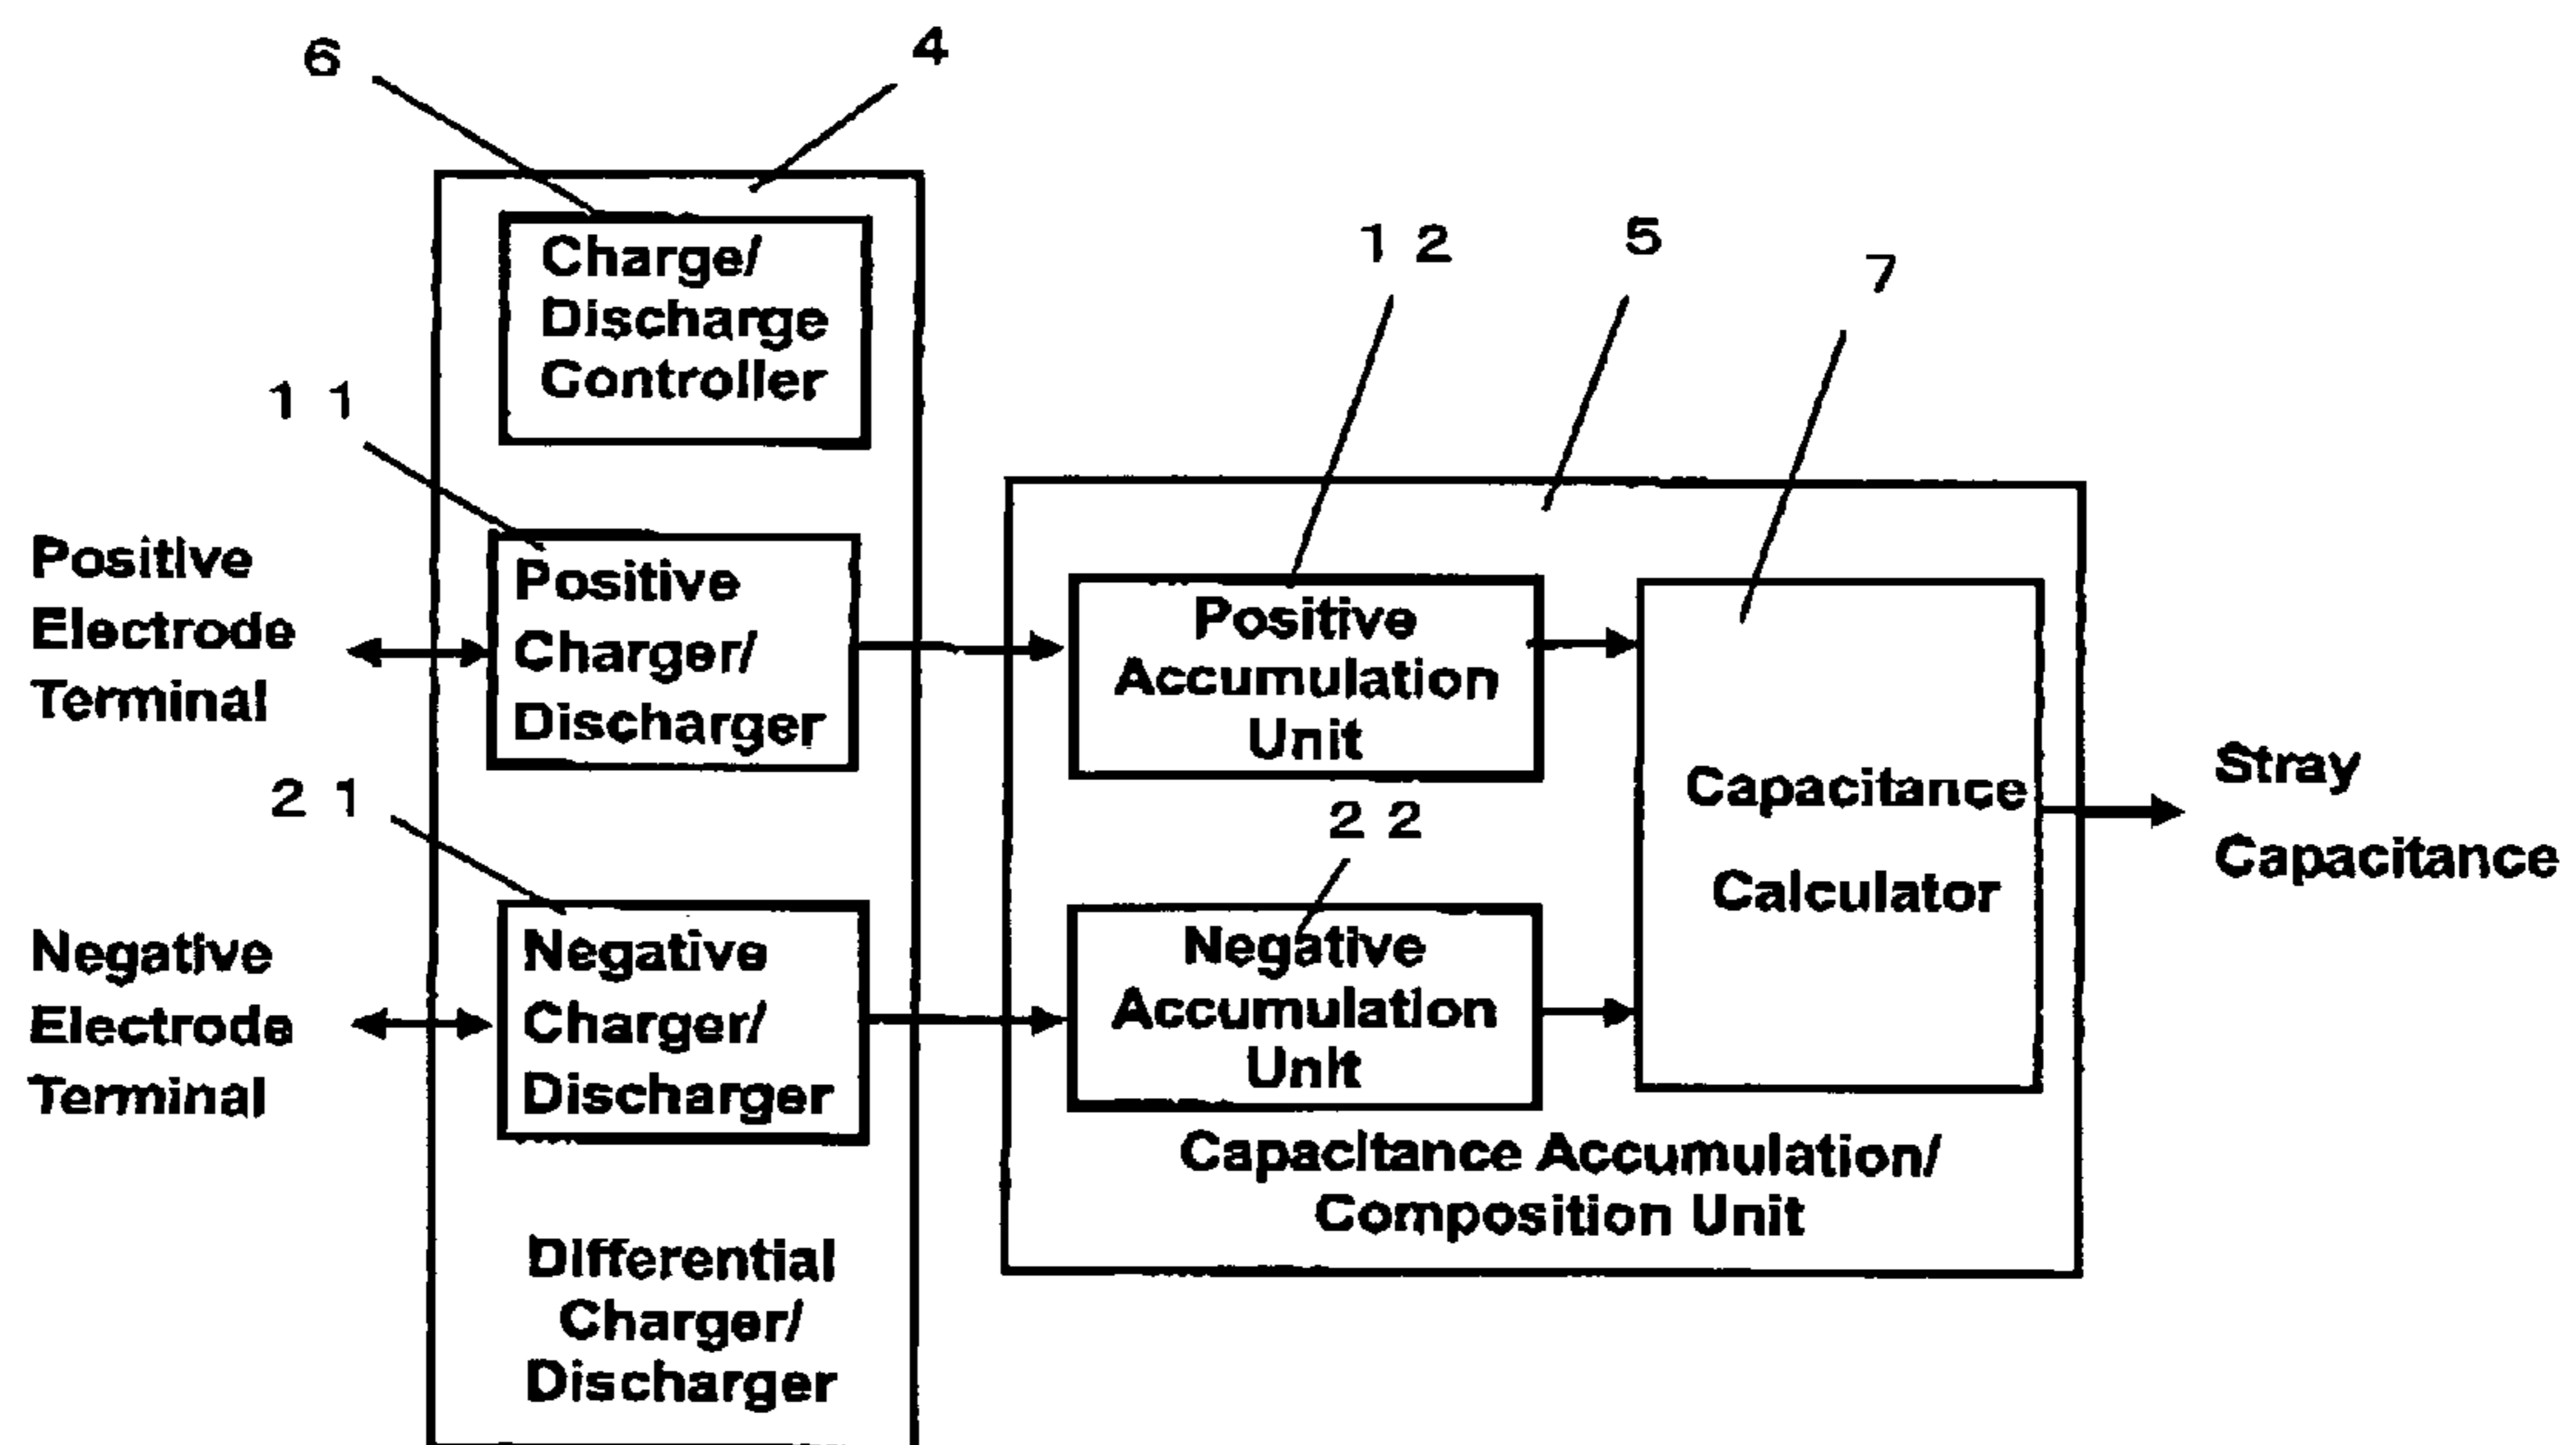 6
4
Charge/
Discharge
Controller
1 2
5
7
1 1
Positive
Electrode
Terminal
Positive
Charger/
Discharger
Positive
Accumulation
Unit
Capacitance
Calculator
Stray
Capacitance
2 1
2 2
Negative
Electrode
Terminal
Negative
Charger/
Discharger
Negative
Accumulation
Unit
Capacitance Accumulation/
Composition Unit
Differential
Charger/
Discharger